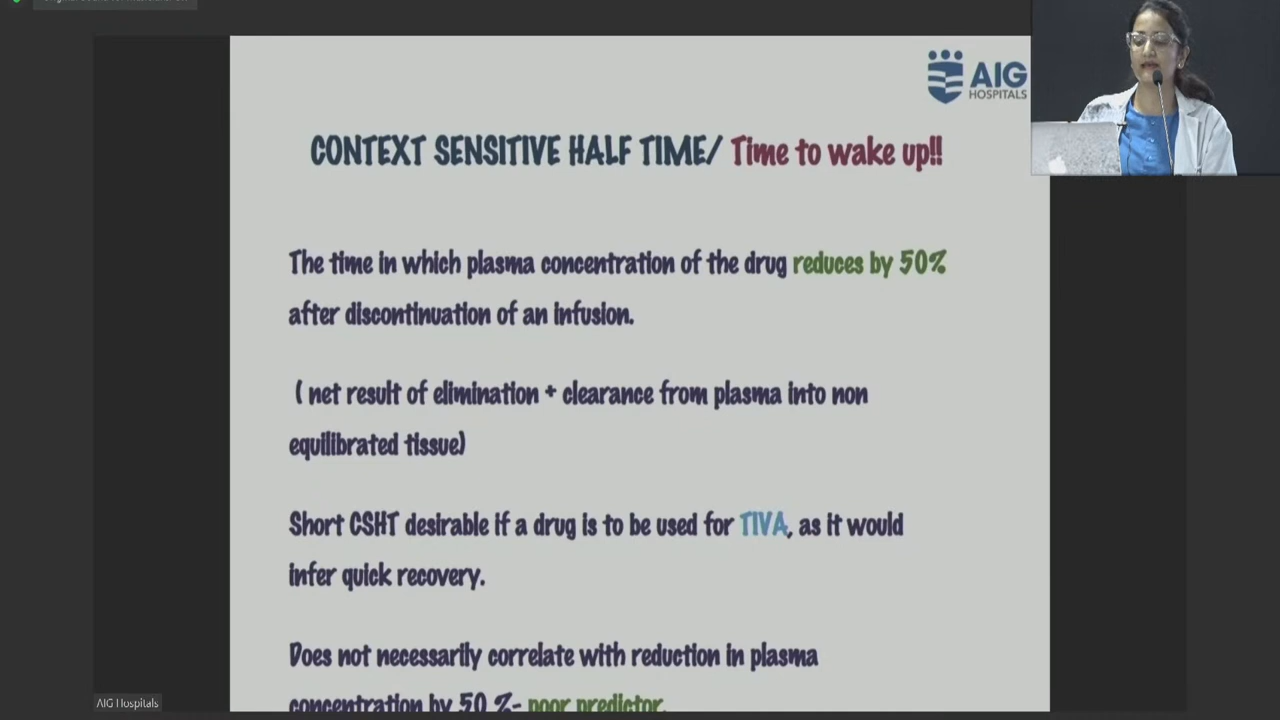 AIG
HOSPITALS
CONTEXT SENSITIVE HALF TIME/ Time to wake up!!
The time in which plasma concentration of the drug reduces by 50%
after discontinuation of an infusion.
( net result of elimination + clearance from plasma into non
equilibrated tissue)
Short CSHT desirable if a drug is to be used for TIVA, as it would
infer quick recovery.
Does not necessarily correlate with reduction in plasma
concentration by 50 %- poor predictor.
AIG Hospitals